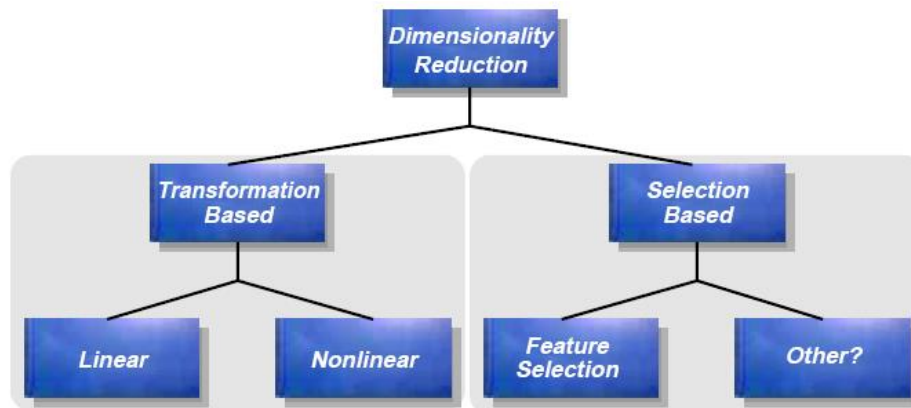 Dimensionality
Reduction
Transformation
Based
Selection
Based
Linear
Nonlinear
Feature
Selection
Other?